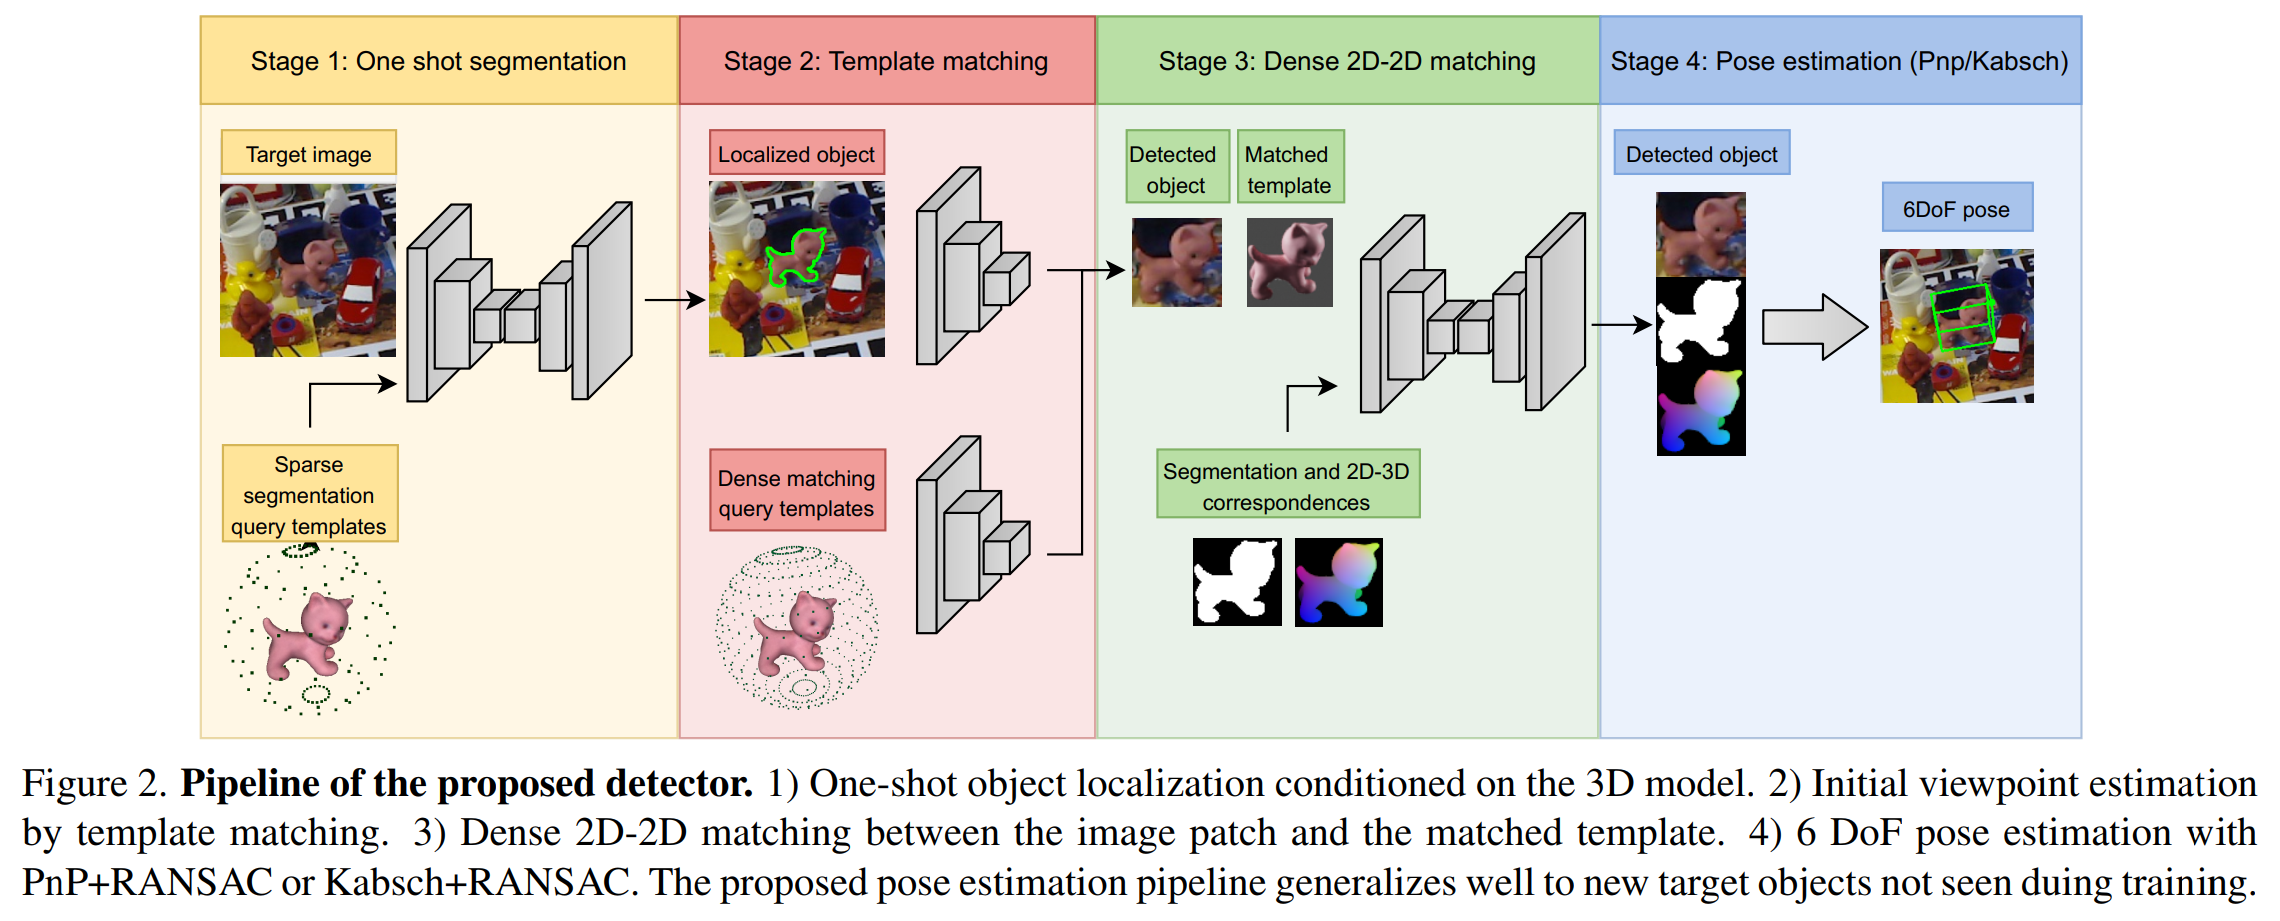 Stage 1: One shot segmentation
Stage 2: Template matching
Stage 3: Dense 2D-2D matching
Stage 4: Pose estimation (Pnp/Kabsch)
Target image
Sparse
segmentation
query templates
Localized object
Dense matching
query templates
Detected
object
Matched
template
Segmentation and 2D-3D
correspondences
Detected object
6DoF pose
Figure 2. Pipeline of the proposed detector. 1) One-shot object localization conditioned on the 3D model. 2) Initial viewpoint estimation
by template matching. 3) Dense 2D-2D matching between the image patch and the matched template. 4) 6 DoF pose estimation with
PnP+RANSAC or Kabsch+RANSAC. The proposed pose estimation pipeline generalizes well to new target objects not seen duing training.